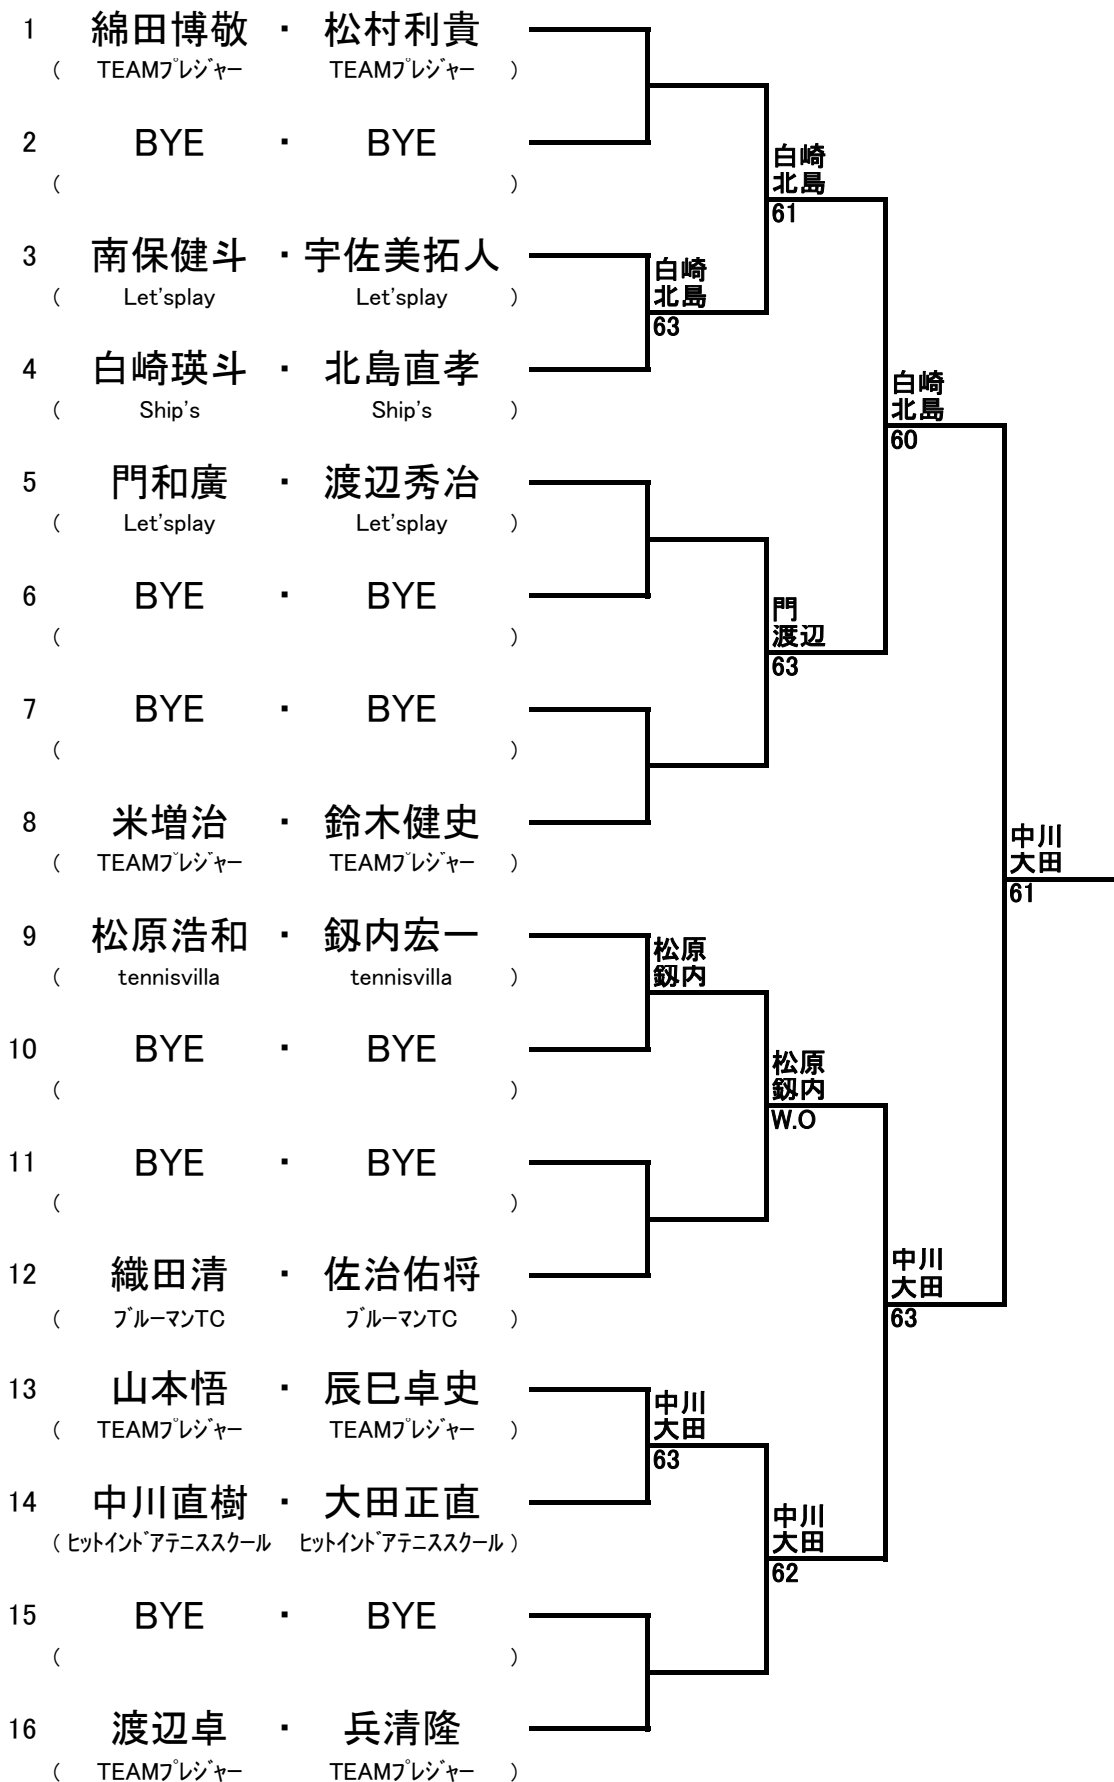 1 綿田博敬 ・ 松村利貴
( TEAMﾌﾟﾚｼﾞｬｰ TEAMﾌﾟﾚｼﾞｬｰ )
2 BYE ・ BYE
( )
白崎
北島
61
3 南保健斗 ・ 宇佐美拓人
( Let'splay Let'splay )
白崎
北島
63
4 白崎瑛斗 ・ 北島直孝
( Ship's Ship's )
白崎
北島
60
5 門和廣 ・ 渡辺秀冶
( Let'splay Let'splay )
6 BYE ・ BYE
( )
門
渡辺
63
7 BYE ・ BYE
( )
8 米増治 ・ 鈴木健史
( TEAMﾌﾟﾚｼﾞｬｰ TEAMﾌﾟﾚｼﾞｬｰ )
中川
大田
61
9 松原浩和 ・ 釼内宏一
( tennisvilla tennisvilla )
松原
釼内
10 BYE ・ BYE
( )
松原
釼内
W.O
11 BYE ・ BYE
( )
12 織田清 ・ 佐治佑将
( ﾌﾞﾙｰﾏﾝTC ﾌﾞﾙｰﾏﾝTC )
中川
大田
63
13 山本悟 ・ 辰巳卓史
( TEAMﾌﾟﾚｼﾞｬｰ TEAMﾌﾟﾚｼﾞｬｰ )
中川
大田
63
14 中川直樹 ・ 大田正直
( ﾋｯﾄｲﾝﾄﾞｱﾃﾆｽｽｸｰﾙ ﾋｯﾄｲﾝﾄﾞｱﾃﾆｽｽｸｰﾙ )
中川
大田
62
15 BYE ・ BYE
( )
16 渡辺卓 ・ 兵清隆
( TEAMﾌﾟﾚｼﾞｬｰ TEAMﾌﾟﾚｼﾞｬｰ )